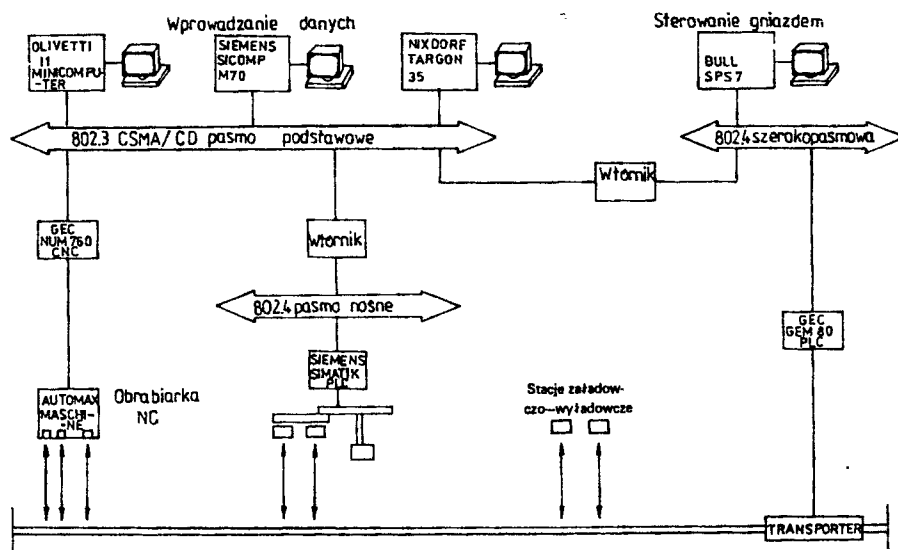 Wprowadzanie danych
Sterowanie gniazdem
OLIVETTI
11
MINICOMPU-
-TER
SIEMENS
SICOMP
M70
NIXDORF
TARGON
35
BULL
SPS7
802.3 CSMA/CD pasmo podstawowe
802.4 szerokopasmowa
Wtórnik
GEC
NUM 760
CNC
Wtórnik
802.4 pasmo nośne
GEC
GEM 80
PLC
SIEMENS
SIMATIK
PLC
AUTOMAX
MASCHI-
-NE
Obrabiarka
NC
Stacje załadow-
czo-wyładowcze
TRANSPORTER